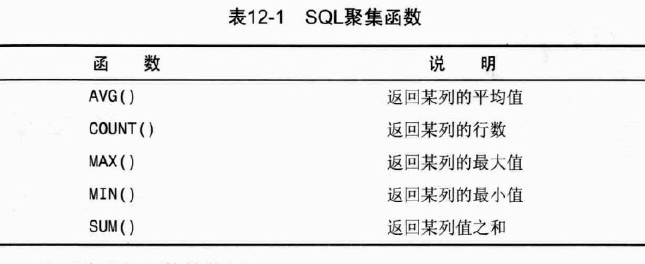 表12-1 SQL聚集函数
函 数 说 明
AVG() 返回某列的平均值
COUNT() 返回某列的行数
MAX() 返回某列的最大值
MIN() 返回某列的最小值
SUM() 返回某列值之和